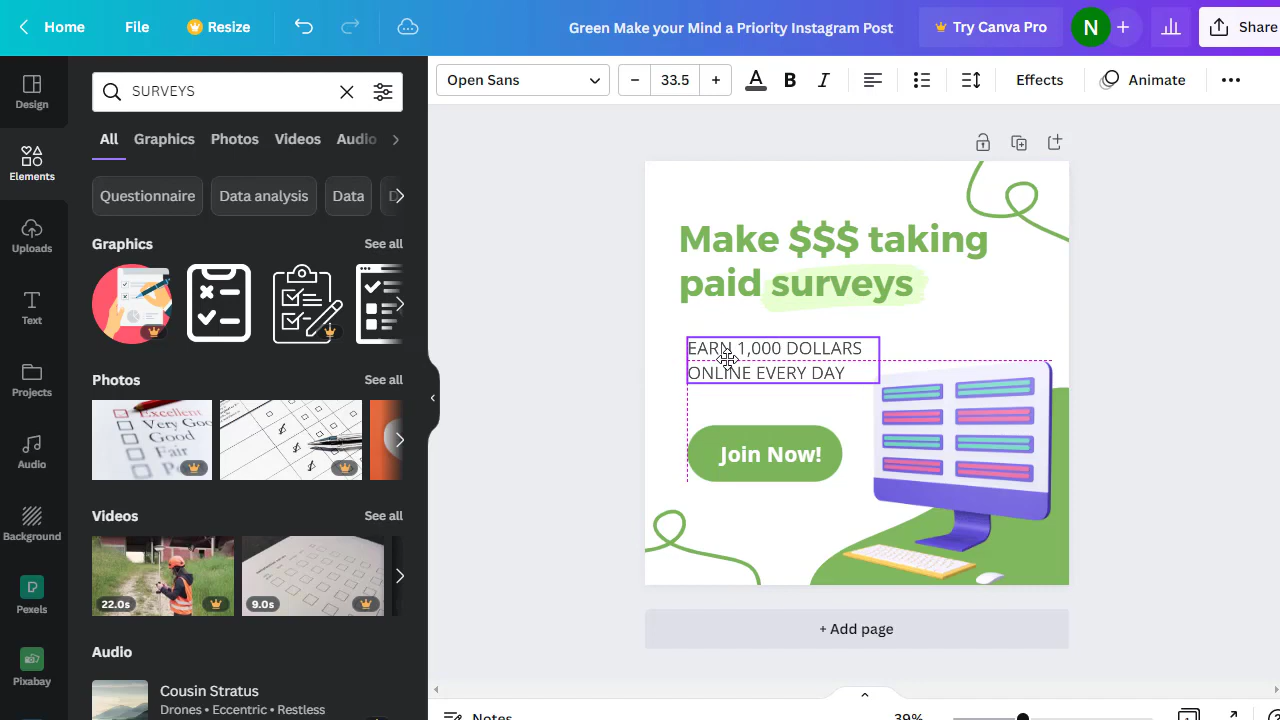 Home File Resize Green Make your Mind a Priority Instagram Post Try Canva Pro N Share
Design
Elements
Uploads
Text
Projects
Audio
Background
Pexels
Pixabay
SURVEYS
All Graphics Photos Videos Audio
Questionnaire Data analysis Data
Graphics See all
Photos See all
Excellent
Very Good
Good
Fair
Videos See all
22.0s 9.0s
Audio
Cousin Stratus
Drones • Eccentric • Restless
Open Sans 33.5 A B I Effects Animate
Make $$$ taking
paid surveys
EARN 1,000 DOLLARS
ONLINE EVERY DAY
Join Now!
+ Add page
Notes 39%